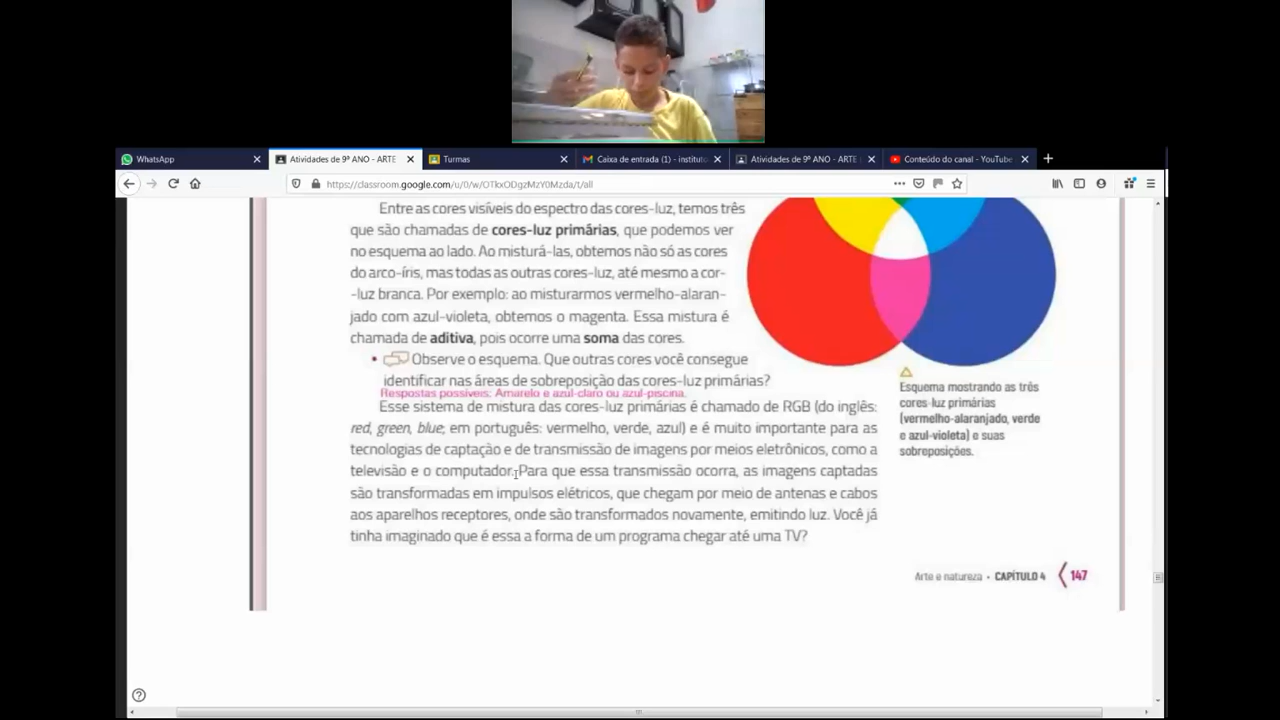 WhatsApp
Atividades de 9º ANO - ARTE
Turmas
Caixa de entrada (1) - institut
Atividades de 9º ANO - ARTE
Conteúdo do canal - YouTube
https://classroom.google.com/u/0/w/OTkxODgzMzY0Mzda/t/all
Entre as cores visíveis do espectro das cores-luz, temos três
que são chamadas de cores-luz primárias, que podemos ver
no esquema ao lado. Ao misturá-las, obtemos não só as cores
do arco-íris, mas todas as outras cores-luz, até mesmo a cor-
-luz branca. Por exemplo: ao misturarmos vermelho-alaran-
jado com azul-violeta, obtemos o magenta. Essa mistura é
chamada de aditiva, pois ocorre uma soma das cores.
• Observe o esquema. Que outras cores você consegue
identificar nas áreas de sobreposição das cores-luz primárias?
Respostas possíveis: Amarelo e azul-claro ou azul-piscina.
Esse sistema de mistura das cores-luz primárias é chamado de RGB (do inglês:
red, green, blue; em português: vermelho, verde, azul) e é muito importante para as
tecnologias de captação e de transmissão de imagens por meios eletrônicos, como a
televisão e o computador. Para que essa transmissão ocorra, as imagens captadas
são transformadas em impulsos elétricos, que chegam por meio de antenas e cabos
aos aparelhos receptores, onde são transformados novamente, emitindo luz. Você já
tinha imaginado que é essa a forma de um programa chegar até uma TV?
Esquema mostrando as três
cores-luz primárias
(vermelho-alaranjado, verde
e azul-violeta) e suas
sobreposições.
Arte e natureza • CAPÍTULO 4 147